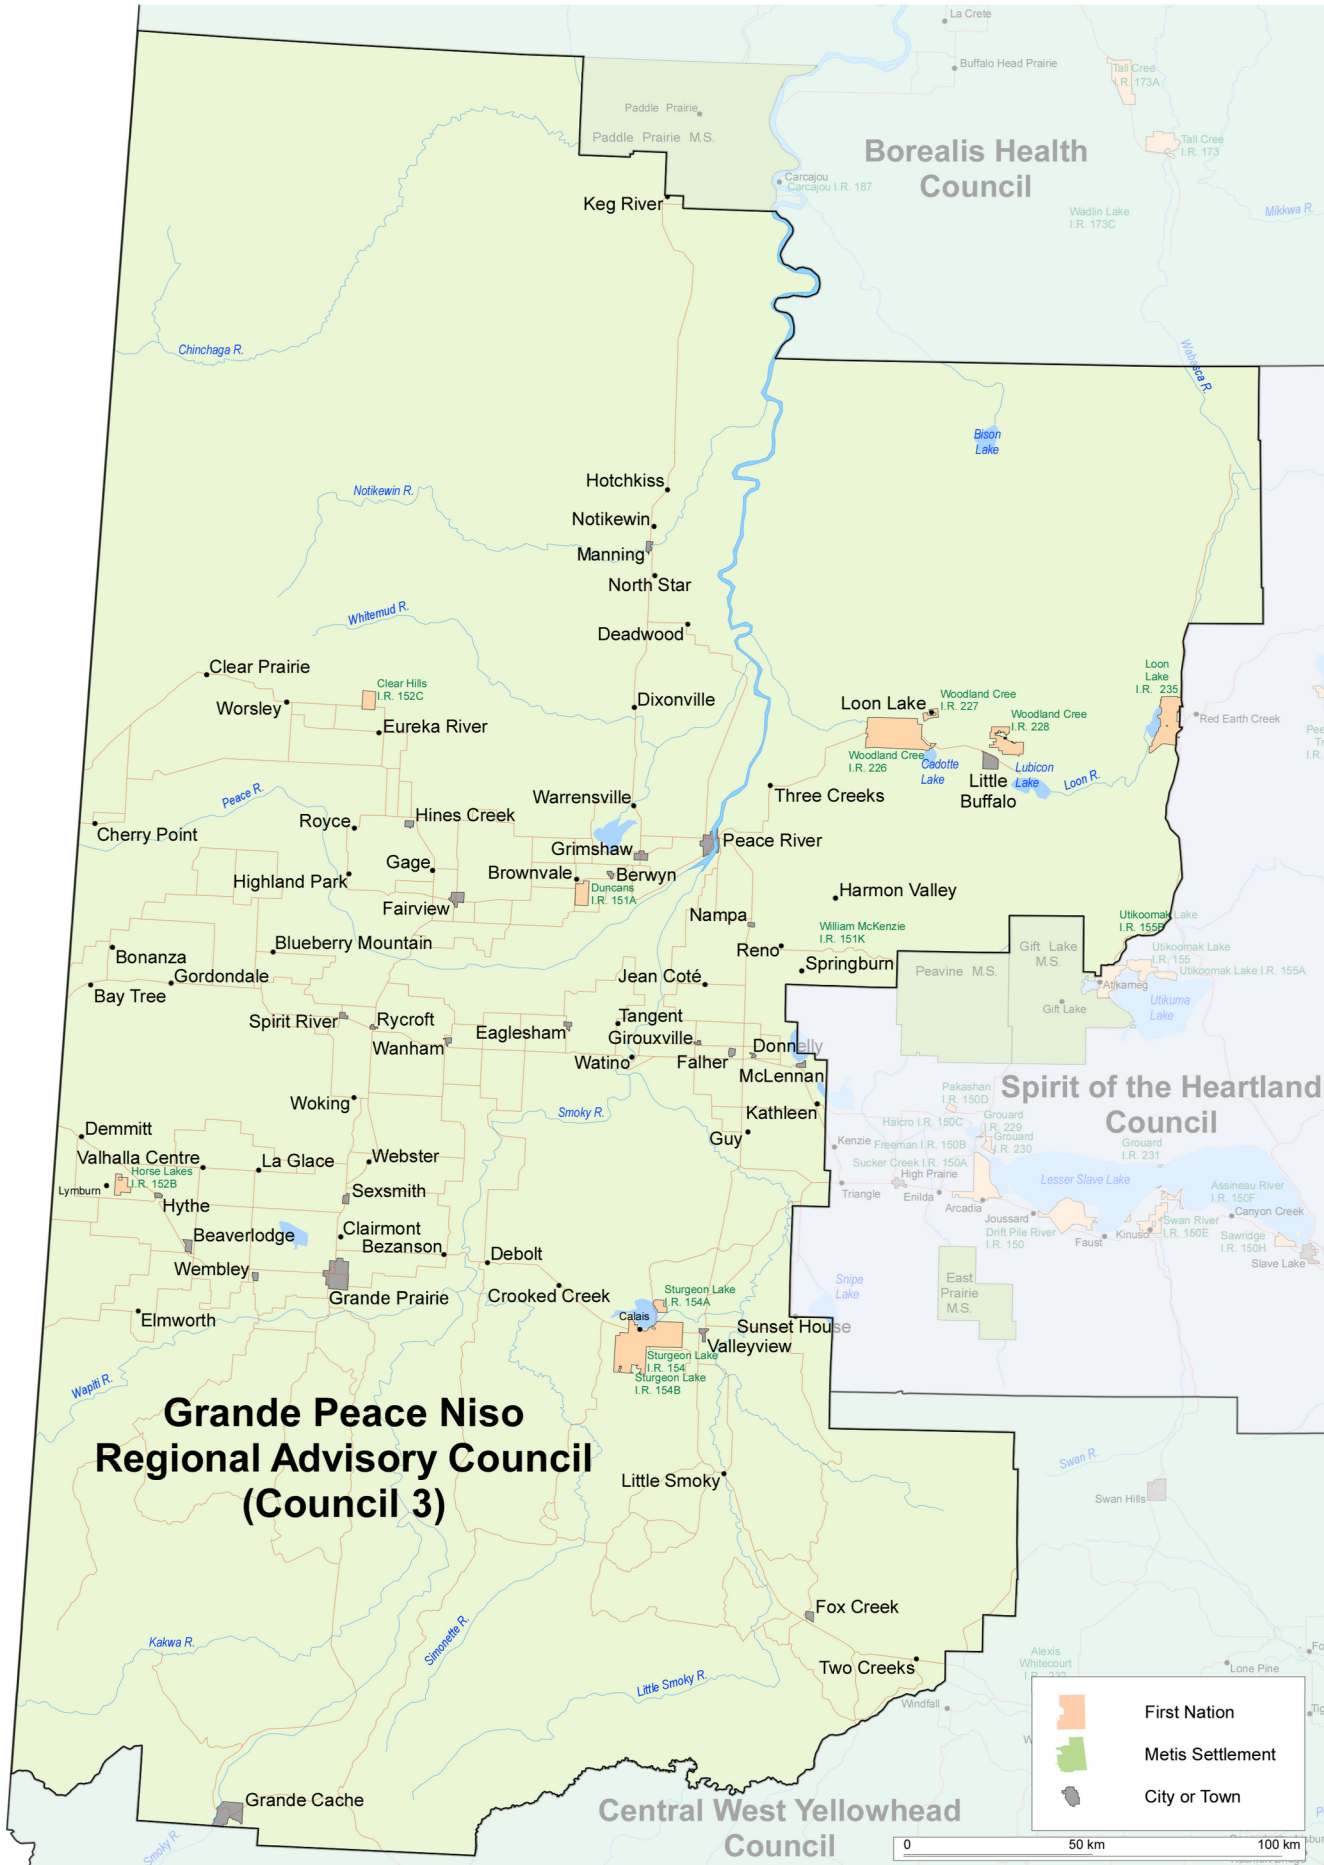 La Crete
Buffalo Head Prairie
Tall Cree
I.R. 173A
Paddle Prairie
Paddle Prairie M.S.
Borealis Health
Council
Tall Cree
I.R. 173
Carcajou
Carcajou I.R. 187
Keg River
Wadlin Lake
I.R. 173C
Mikkwa R.
Chinchaga R.
Wabasca R.
Bison
Lake
Hotchkiss
Notikewin R.
Notikewin
Manning
North Star
Whitemud R.
Deadwood
Clear Prairie
Clear Hills
I.R. 152C
Worsley
Eureka River
Dixonville
Loon Lake
Woodland Cree
I.R. 227
Woodland Cree
I.R. 228
Loon
Lake
I.R. 235
Red Earth Creek
Woodland Cree
I.R. 226
Cadotte
Lake
Lubicon
Lake
Loon R.
Little
Buffalo
Peace R.
Warrensville
Three Creeks
Cherry Point
Royce
Hines Creek
Grimshaw
Peace River
Gage
Highland Park
Brownvale
Berwyn
Duncans
I.R. 151A
Harmon Valley
Fairview
Nampa
William McKenzie
I.R. 151K
Utikoomak Lake
I.R. 155B
Blueberry Mountain
Reno
Springburn
Gift Lake
M.S.
Utikoomak Lake
I.R. 155
Bonanza
Gordondale
Jean Coté
Peavine M.S.
Utikoomak Lake I.R. 155A
Bay Tree
Atikameg
Utikuma
Lake
Gift Lake
Spirit River
Rycroft
Eaglesham
Tangent
Girouxville
Wanham
Donnelly
Watino
Falher
McLennan
Spirit of the Heartland
Council
Woking
Smoky R.
Kathleen
Pakashan
I.R. 150D
Halcro I.R. 150C
Grouard
I.R. 229
Grouard
I.R. 230
Grouard
I.R. 231
Guy
Kenzie
Freeman I.R. 150B
Sucker Creek I.R. 150A
Demmitt
Valhalla Centre
La Glace
Webster
High Prairie
Lesser Slave Lake
Horse Lakes
I.R. 152B
Lymburn
Triangle
Enilda
Arcadia
Assineau River
I.R. 150F
Hythe
Sexsmith
Joussard
Canyon Creek
Drift Pile River
I.R. 150
Swan River
I.R. 150E
Faust
Kinuso
Sawridge
I.R. 150H
Slave Lake
Beaverlodge
Clairmont
Bezanson
Debolt
Wembley
Grande Prairie
Crooked Creek
Snipe
Lake
East
Prairie
M.S.
Sturgeon Lake
I.R. 154A
Elmworth
Calais
Sunset House
Valleyview
Sturgeon Lake
I.R. 154
Sturgeon Lake
I.R. 154B
Wapiti R.
Grande Peace Niso
Regional Advisory Council
(Council 3)
Swan R.
Little Smoky
Swan Hills
Fox Creek
Simonette R.
Kakwa R.
Two Creeks
Little Smoky R.
Alexis
Whitecourt
I.R. 232
Lone Pine
Windfall
First Nation
Metis Settlement
City or Town
Grande Cache
Central West Yellowhead
Council
Smoky R.
0 50 km 100 km